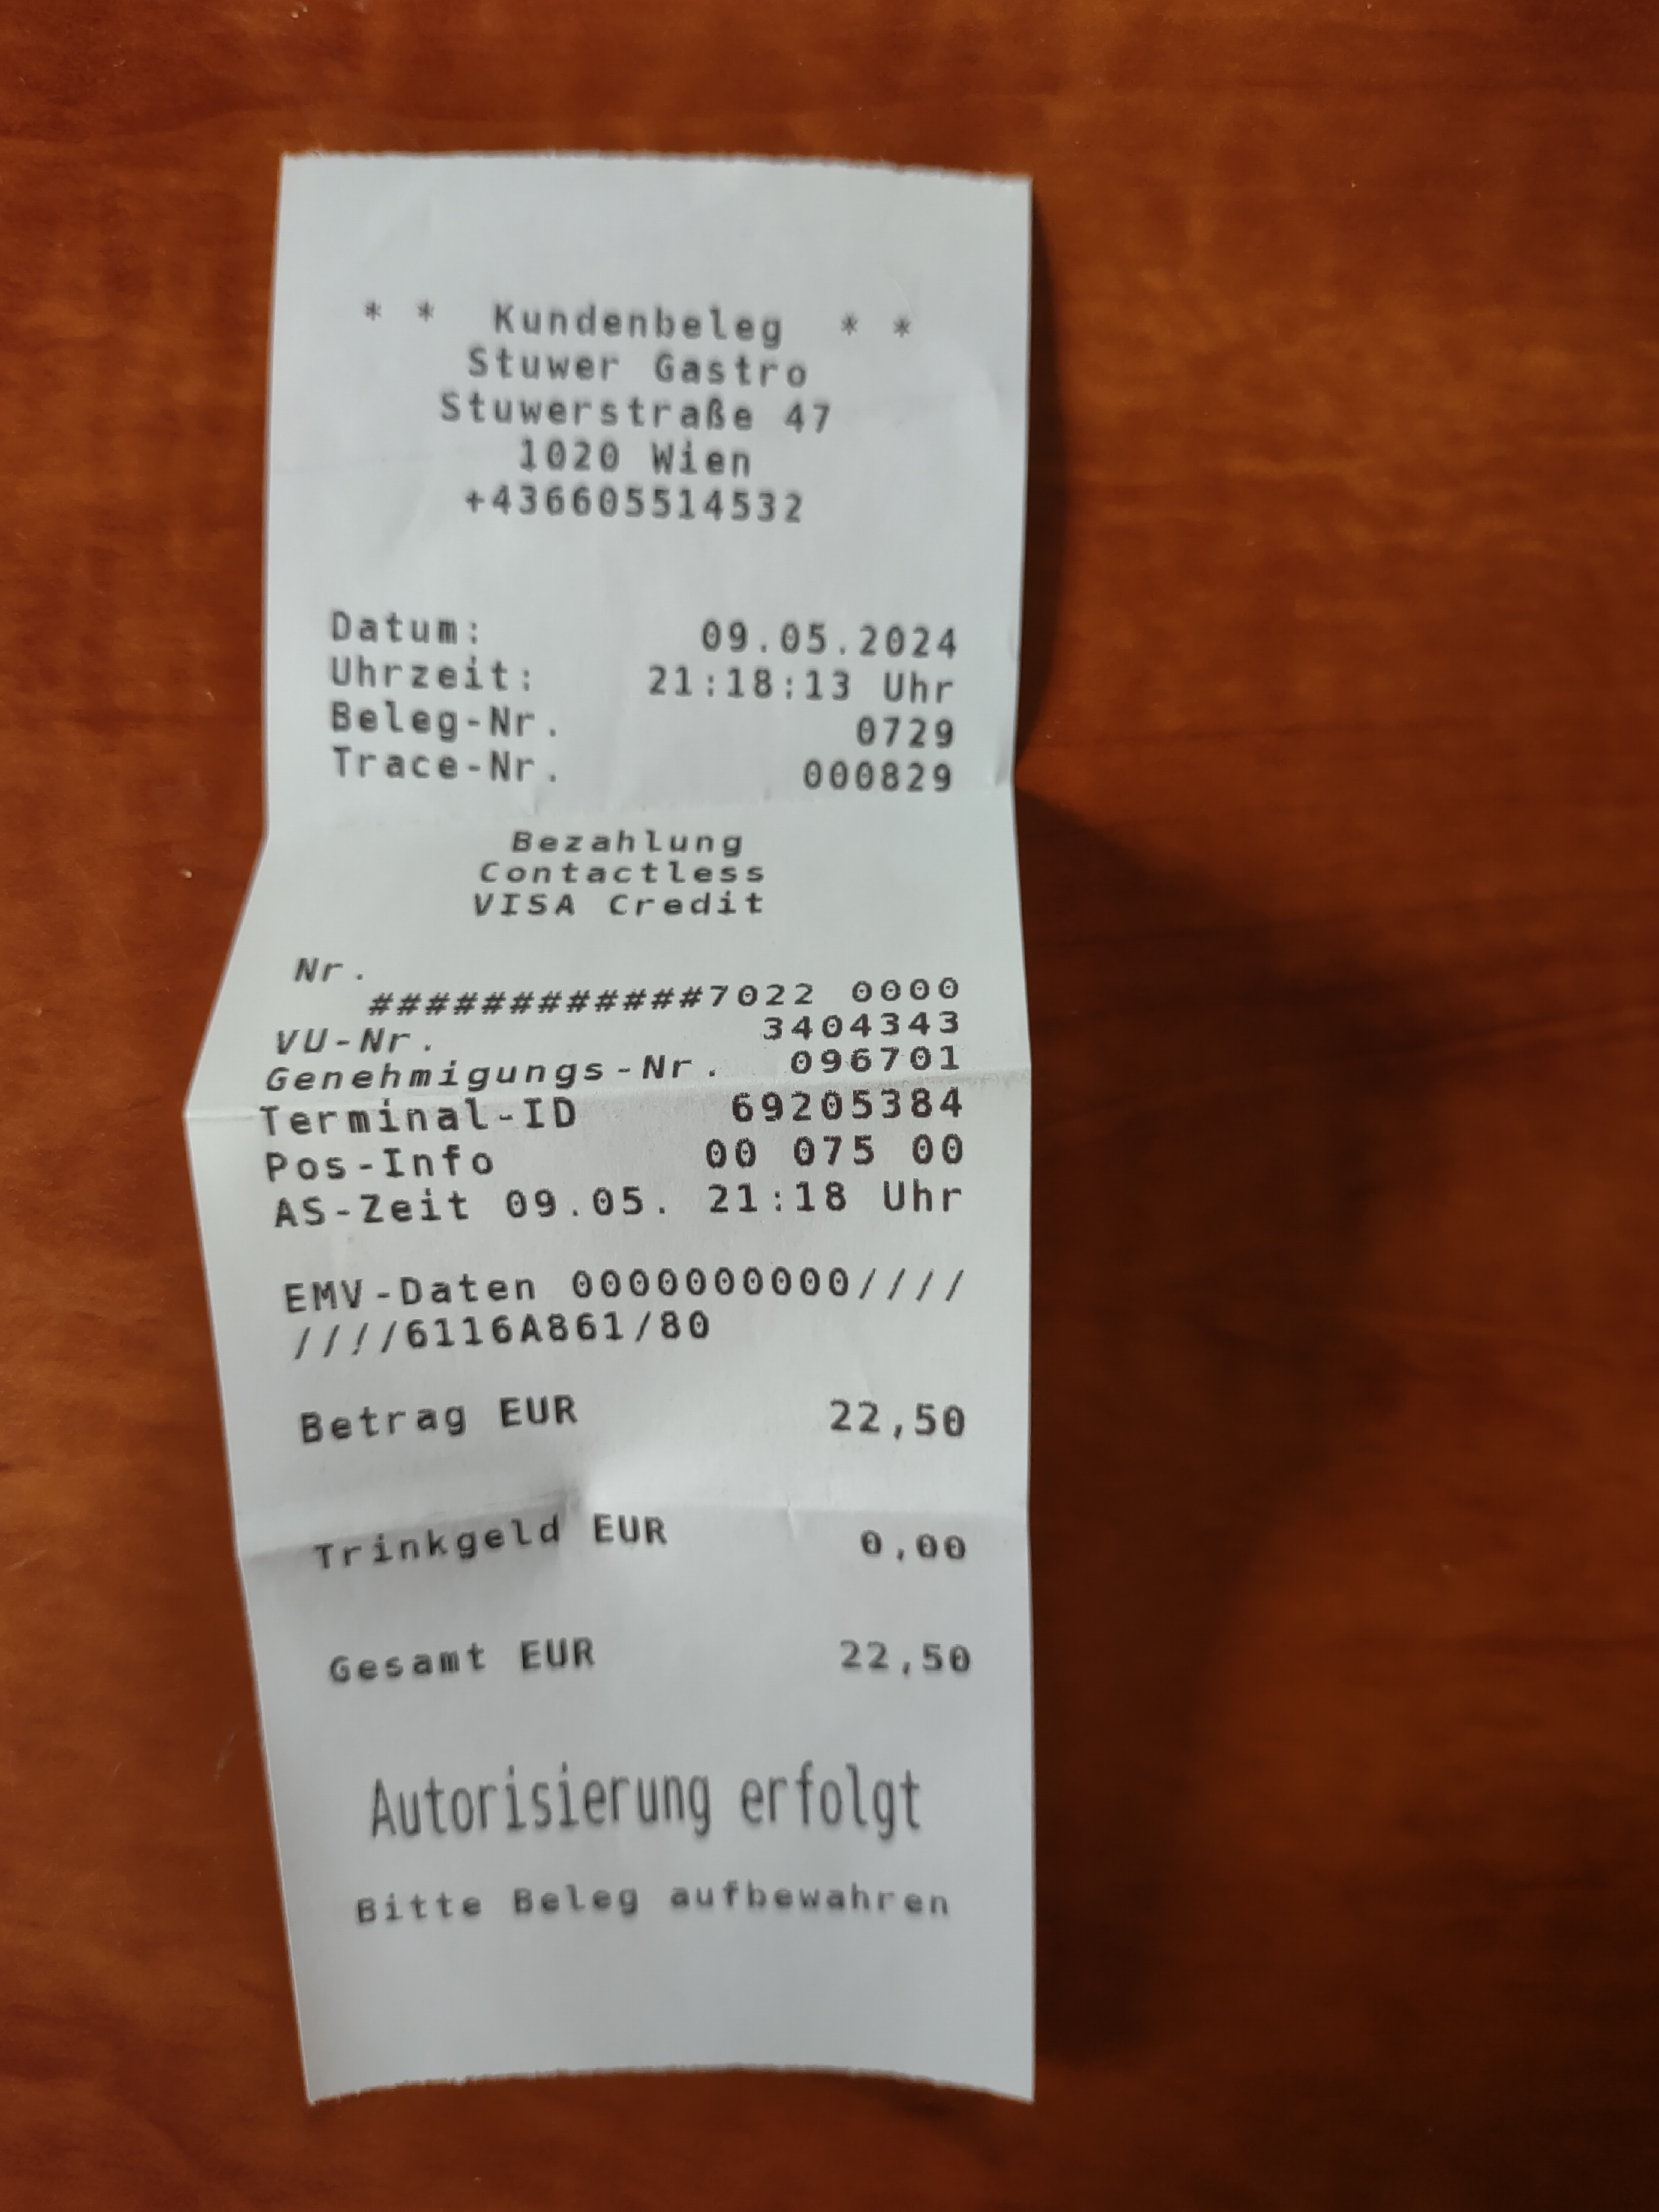 * * Kundenbeleg * *
Stuwer Gastro
Stuwerstraße 47
1020 Wien
+436605514532
Datum: 09.05.2024
Uhrzeit: 21:18:13 Uhr
Beleg-Nr. 0729
Trace-Nr. 000829
Bezahlung
Contactless
VISA Credit
Nr.
############7022 0000
VU-Nr. 3404343
Genehmigungs-Nr. 096701
Terminal-ID 69205384
Pos-Info 00 075 00
AS-Zeit 09.05. 21:18 Uhr
EMV-Daten 0000000000////
////6116A861/80
Betrag EUR 22,50
Trinkgeld EUR 0,00
Gesamt EUR 22,50
Autorisierung erfolgt
Bitte Beleg aufbewahren